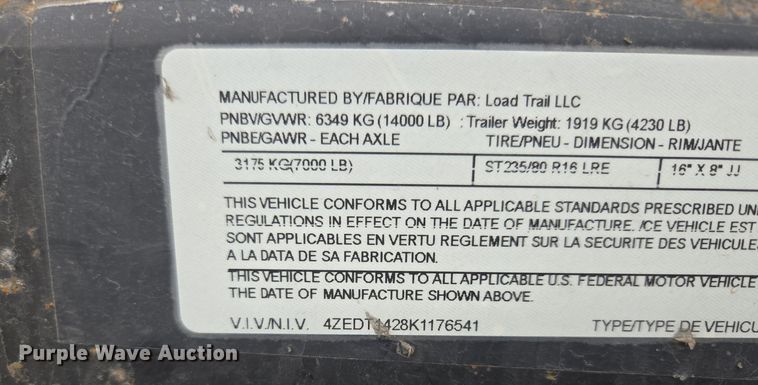 MANUFACTURED BY/FABRIQUE PAR: Load Trail LLC
PNBV/GVWR: 6349 KG (14000 LB) : Trailer Weight: 1919 KG (4230 LB)
PNBE/GAWR - EACH AXLE TIRE/PNEU - DIMENSION - RIM/JANTE
3175 KG(7000 LB) ST235/80 R16 LRE 16" X 8" JJ
THIS VEHICLE CONFORMS TO ALL APPLICABLE STANDARDS PRESCRIBED UN
REGULATIONS IN EFFECT ON THE DATE OF MANUFACTURE. /CE VEHICULE EST
SONT APPLICABLES EN VERTU REGLEMENT SUR LA SECURITE DES VEHICULE
A LA DATA DE SA FABRICATION.
THIS VEHICLE CONFORMS TO ALL APPLICABLE U.S. FEDERAL MOTOR VEHICLE
THE DATE OF MANUFACTURE SHOWN ABOVE.
V.I.V/N.I.V. 4ZEDT1428K1176541 TYPE/TYPE DE VEHICU
Purple Wave Auction